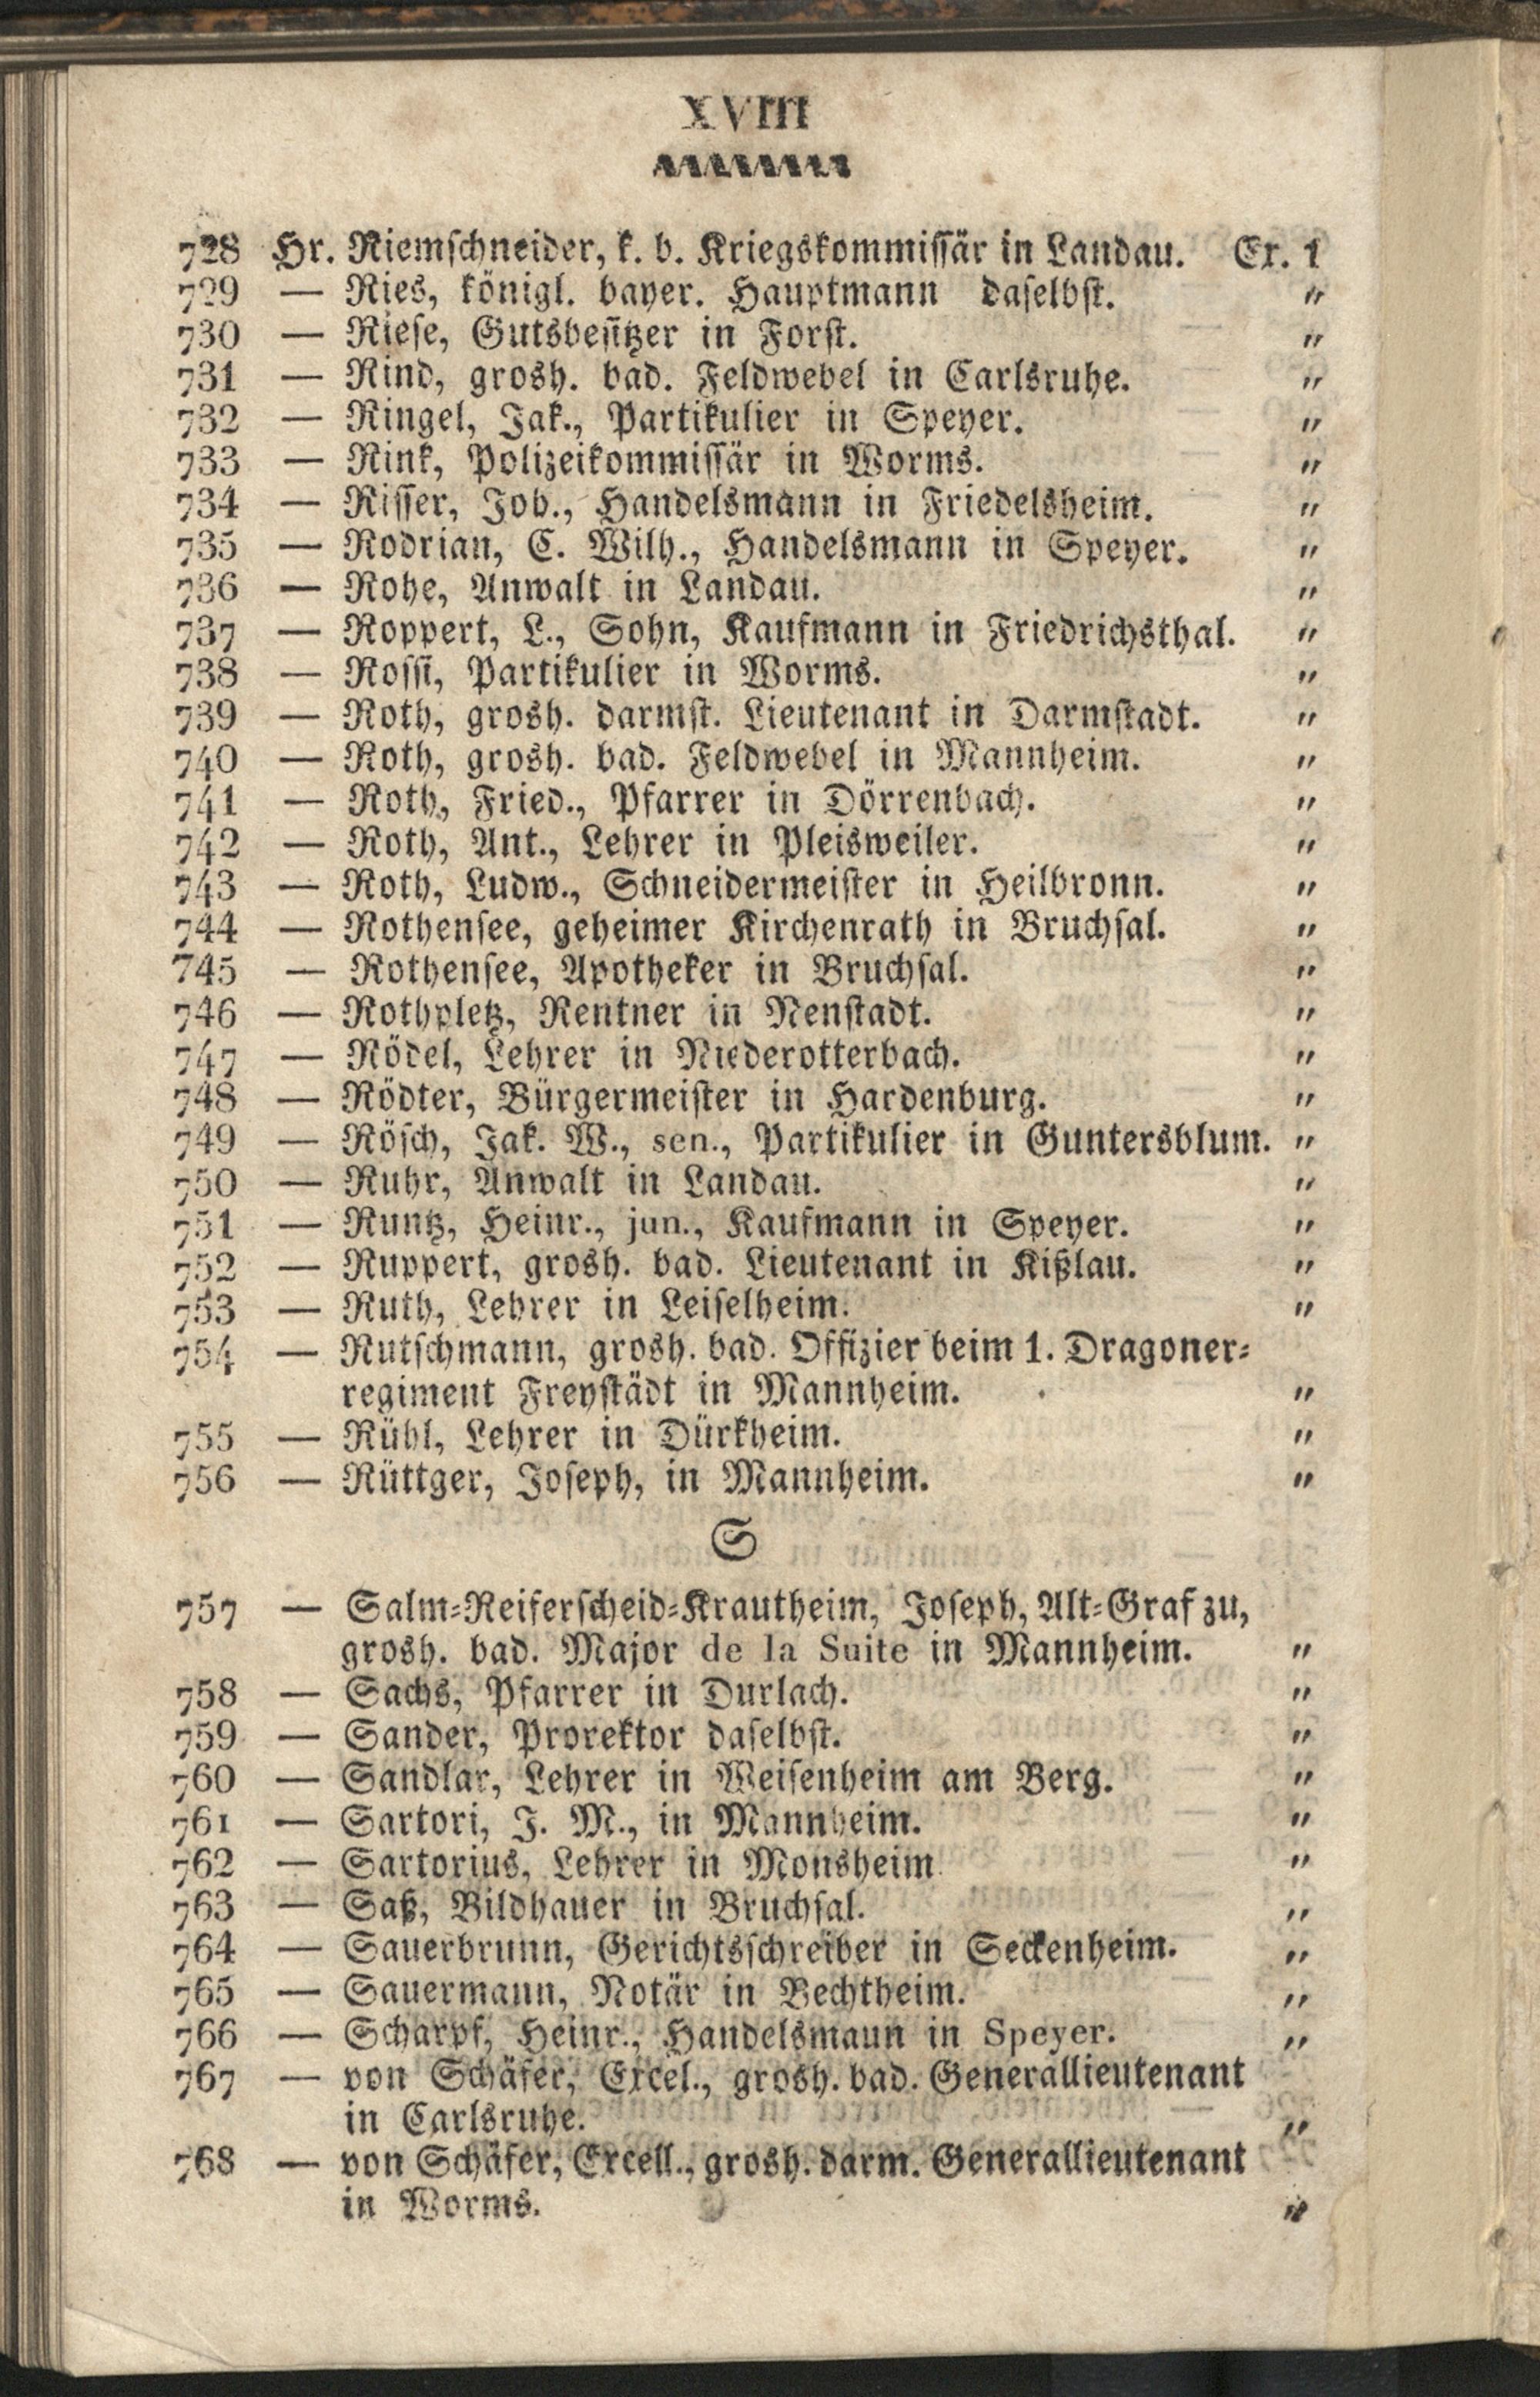 XVIII
728 Hr. Riemschneider, k. b. Kriegskommissär in Landau. Ex. 1
729 — Ries, königl. bayer. Hauptmann daselbst. "
730 — Riese, Gutsbesitzer in Forst. "
731 — Rind, grosh. bad. Feldwebel in Carlsruhe. "
732 — Ringel, Jak., Partikulier in Speyer. "
733 — Rink, Polizeikommissär in Worms. "
734 — Risser, Joh., Handelsmann in Friedelsheim. "
735 — Rodrian, C. Wilh., Handelsmann in Speyer. "
736 — Rohe, Anwalt in Landau. "
737 — Roppert, L., Sohn, Kaufmann in Friedrichsthal. "
738 — Rossi, Partikulier in Worms. "
739 — Roth, grosh. darmst. Lieutenant in Darmstadt. "
740 — Roth, grosh. bad. Feldwebel in Mannheim. "
741 — Roth, Fried., Pfarrer in Dörrenbach. "
742 — Roth, Ant., Lehrer in Pleisweiler. "
743 — Roth, Ludw., Schneidermeister in Heilbronn. "
744 — Rothensee, geheimer Kirchenrath in Bruchsal. "
745 — Rothensee, Apotheker in Bruchsal. "
746 — Rothpletz, Rentner in Nenstadt. "
747 — Rödel, Lehrer in Niederotterbach. "
748 — Rödter, Bürgermeister in Hardenburg. "
749 — Rösch, Jak. W., sen., Partikulier in Guntersblum. "
750 — Ruhr, Anwalt in Landau. "
751 — Runtz, Heinr., jun., Kaufmann in Speyer. "
752 — Ruppert, grosh. bad. Lieutenant in Kißlau. "
753 — Ruth, Lehrer in Leiselheim. "
754 — Rutschmann, grosh. bad. Offizier beim 1. Dragoner-
regiment Freystädt in Mannheim. "
755 — Rühl, Lehrer in Dürkheim. "
756 — Rüttger, Joseph, in Mannheim. "
S
757 — Salm-Reiferscheid-Krautheim, Joseph, Alt-Graf zu,
grosh. bad. Major de la Suite in Mannheim. "
758 — Sachs, Pfarrer in Durlach. "
759 — Sander, Prorektor daselbst. "
760 — Sandlar, Lehrer in Weisenheim am Berg. "
761 — Sartori, J. M., in Mannheim. "
762 — Sartorius, Lehrer in Monsheim "
763 — Saß, Bildhauer in Bruchsal. "
764 — Sauerbrunn, Gerichtsschreiber in Seckenheim. "
765 — Sauermann, Notär in Bechtheim. "
766 — Scharpf, Heinr., Handelsmann in Speyer. "
767 — von Schäfer, Excel., grosh. bad. Generallieutenant
in Carlsruhe. "
768 — von Schäfer, Excell., grosh. darm. Generallieutenant
in Worms. "